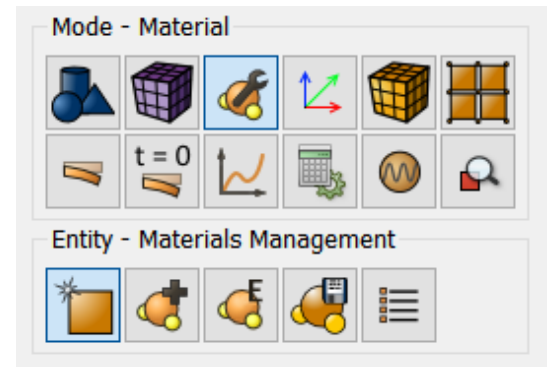 Mode - Material
t = 0
Entity - Materials Management
E